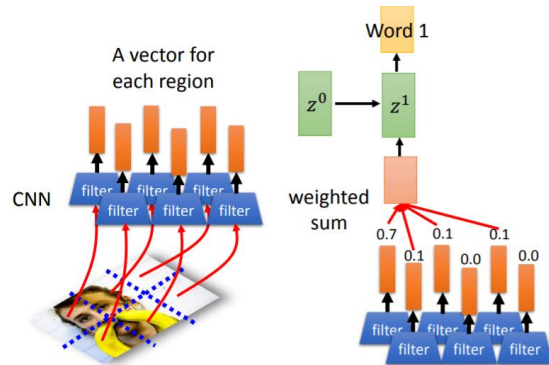 A vector for
each region
CNN
filter filter filter
filter filter filter
Word 1
z⁰
z¹
weighted
sum
0.7 0.1 0.1
0.1 0.0 0.0
filter filter filter
filter filter filter